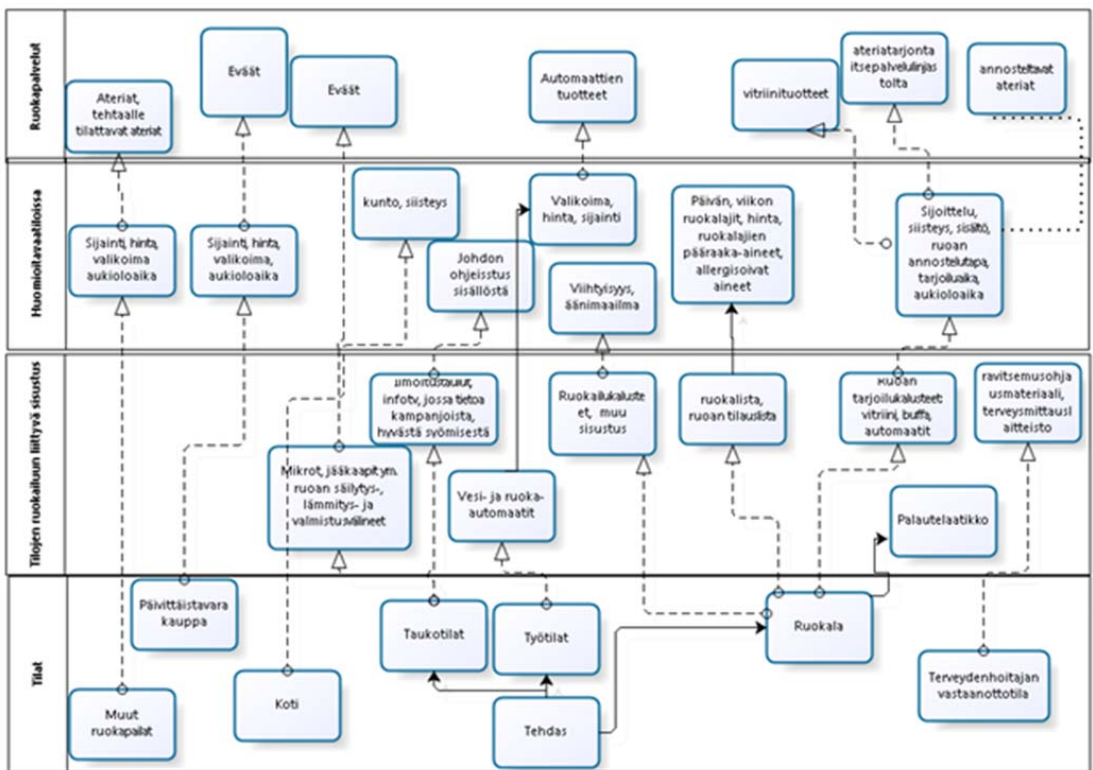 Ruokapalvelut
Ateriat,
tehtaalle
tilattavat ateriat
Eväät
Eväät
Automaattien
tuotteet
vitriinituotteet
ateriatarjonta
itsepalvelulinjas
tolta
annosteltavat
ateriat
Huomioitavaatiloissa
Sijainti, hinta,
valikoima
aukioloaika
Sijainti, hinta,
valikoima,
aukioloaika
kunto, siisteys
Johdon
ohjeisstus
sisällöstä
Valikoima,
hinta, sijainti
Viihtyisyys,
äänimaailma
Päivän, viikon
ruokalajit, hinta,
ruokalajien
pääraaka-aineet,
allergisoivat
aineet
Sijoittelu,
siisteys, sisältö,
ruoan
annostelutapa,
tarjoiluaika,
aukioloaika
Tilojen ruokailuun liittyvä sisustus
Mikrot, jääkaapit ym.
ruoan säilytys-,
lämmitys- ja
valmistusvälineet
Ilmoitustaulut,
infotv, jossa tietoa
kampanjoista,
hyvästä syömisestä
Vesi- ja ruoka-
automaatit
Ruokailukaluste
et, muu
sisustus
ruokalista,
ruoan tilauslista
Ruoan
tarjoilukalusteet:
vitriini, buffa,
automaatit
Palautelaatikko
ravitsemusohja
usmateriaali,
terveysmittausl
aitteisto
Tilat
Muut
ruokapailat
Päivittäistavara
kauppa
Koti
Taukotilat
Työtilat
Tehdas
Ruokala
Terveydenhoitajan
vastaanottotila